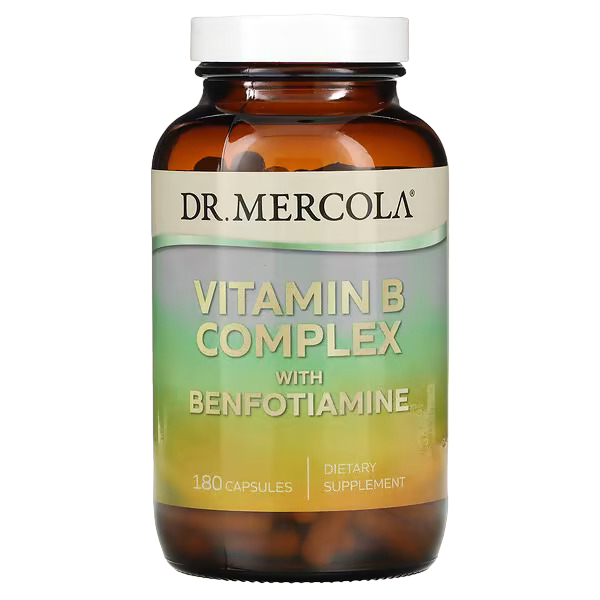 DR. MERCOLA®
VITAMIN B
COMPLEX
WITH
BENFOTIAMINE
180 CAPSULES
DIETARY
SUPPLEMENT